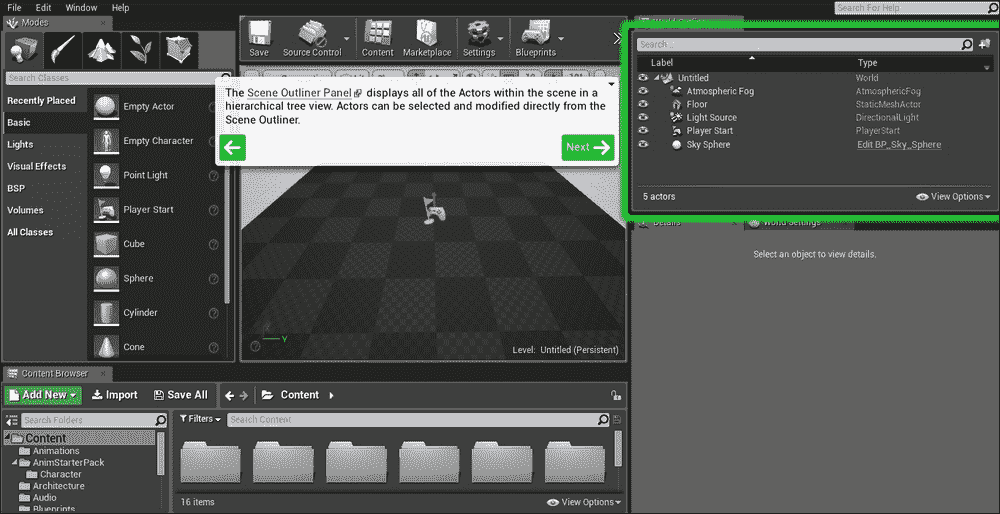 File Edit Window Help
Search For Help
Modes
Save
Source Control
Content
Marketplace
Settings
Blueprints
Search Classes
Recently Placed
Basic
Lights
Visual Effects
BSP
Volumes
All Classes
Empty Actor
Empty Character
Point Light
Player Start
Cube
Sphere
Cylinder
Cone
The Scene Outliner Panel displays all of the Actors within the scene in a
hierarchical tree view. Actors can be selected and modified directly from the
Scene Outliner.
Next
Y
Level: Untitled (Persistent)
Search...
Label Type
Untitled World
Atmospheric Fog AtmosphericFog
Floor StaticMeshActor
Light Source DirectionalLight
Player Start PlayerStart
Sky Sphere Edit BP_Sky_Sphere
5 actors View Options
Details World Settings
Select an object to view details.
Content Browser
Add New Import Save All Content
Search Folders
Content
Animations
AnimStarterPack
Character
Architecture
Audio
Blueprints
Filters Search Content
16 items View Options